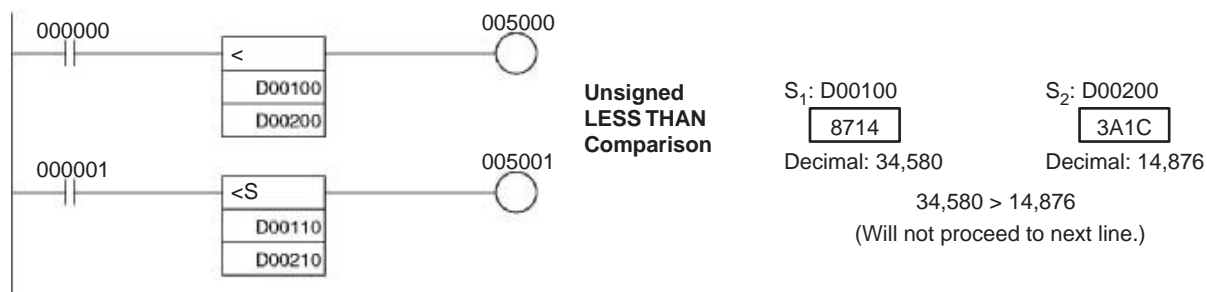 000000
005000
<
D00100
D00200
000001
005001
<S
D00110
D00210
Unsigned
LESS THAN
Comparison
S1: D00100
S2: D00200
8714
3A1C
Decimal: 34,580
Decimal: 14,876
34,580 > 14,876
(Will not proceed to next line.)